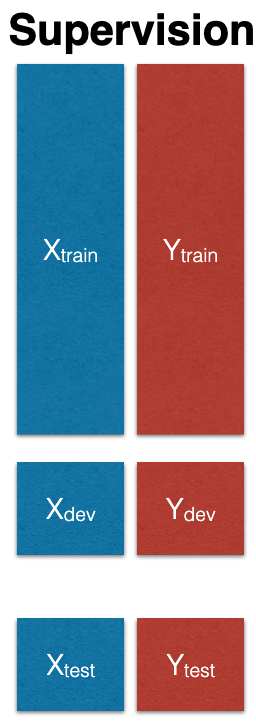 Supervision
Xtrain Ytrain
Xdev Ydev
Xtest Ytest